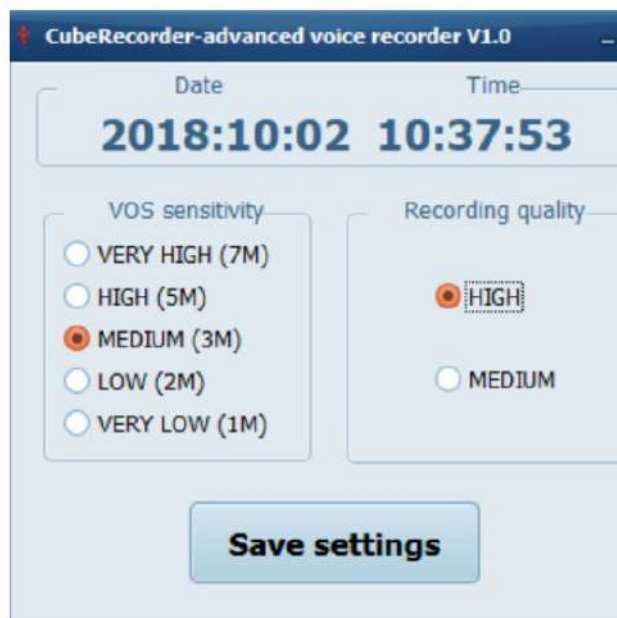 CubeRecorder-advanced voice recorder V1.0
Date Time
2018:10:02 10:37:53
VOS sensitivity
VERY HIGH (7M)
HIGH (5M)
MEDIUM (3M)
LOW (2M)
VERY LOW (1M)
Recording quality
HIGH
MEDIUM
Save settings